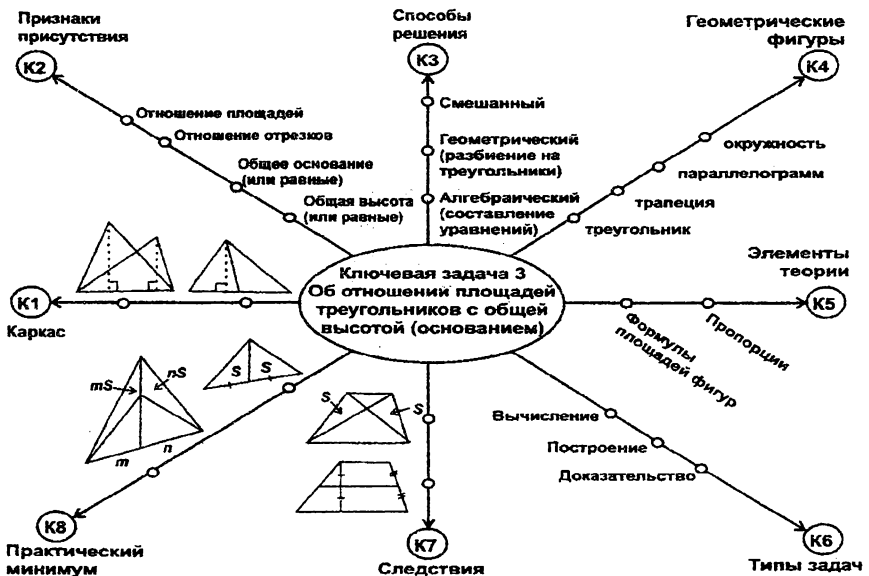 Признаки
присутствия
К2
Отношение площадей
Отношение отрезков
Общее основание
(или равные)
Общая высота
(или равные)
Способы
решения
К3
Смешанный
Геометрический
(разбиение на
треугольники)
Алгебраический
(составление
уравнений)
Геометрические
фигуры
К4
окружность
параллелограмм
трапеция
треугольник
К1
Каркас
Ключевая задача 3
Об отношении площадей
треугольников с общей
высотой (основанием)
Элементы
теории
К5
Формулы
площадей фигур
Пропорции
mS
nS
m
n
S
S
К8
Практический
минимум
S
S
К7
Следствия
Вычисление
Построение
Доказательство
К6
Типы задач